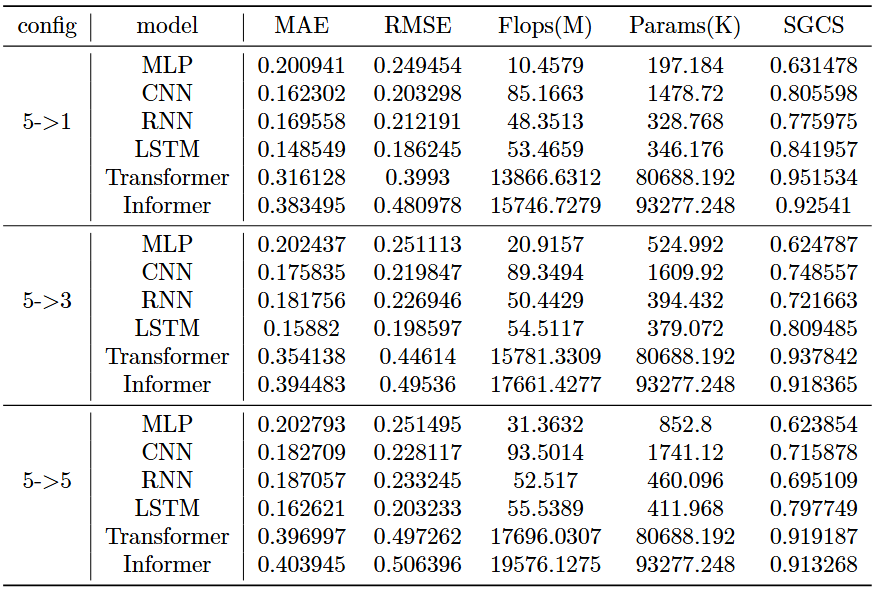 config model MAE RMSE Flops(M) Params(K) SGCS
MLP 0.200941 0.249454 10.4579 197.184 0.631478
CNN 0.162302 0.203298 85.1663 1478.72 0.805598
5->1 RNN 0.169558 0.212191 48.3513 328.768 0.775975
LSTM 0.148549 0.186245 53.4659 346.176 0.841957
Transformer 0.316128 0.3993 13866.6312 80688.192 0.951534
Informer 0.383495 0.480978 15746.7279 93277.248 0.92541
MLP 0.202437 0.251113 20.9157 524.992 0.624787
CNN 0.175835 0.219847 89.3494 1609.92 0.748557
5->3 RNN 0.181756 0.226946 50.4429 394.432 0.721663
LSTM 0.15882 0.198597 54.5117 379.072 0.809485
Transformer 0.354138 0.44614 15781.3309 80688.192 0.937842
Informer 0.394483 0.49536 17661.4277 93277.248 0.918365
MLP 0.202793 0.251495 31.3632 852.8 0.623854
CNN 0.182709 0.228117 93.5014 1741.12 0.715878
5->5 RNN 0.187057 0.233245 52.517 460.096 0.695109
LSTM 0.162621 0.203233 55.5389 411.968 0.797749
Transformer 0.396997 0.497262 17696.0307 80688.192 0.919187
Informer 0.403945 0.506396 19576.1275 93277.248 0.913268